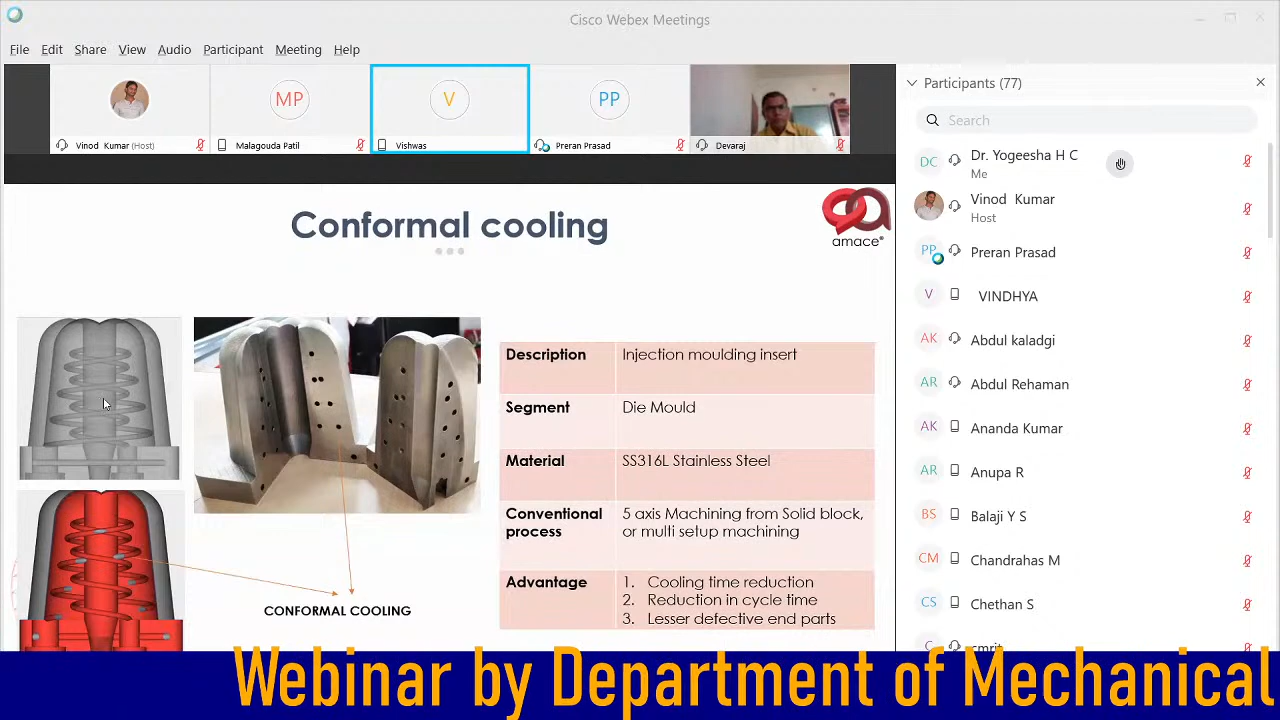 Cisco Webex Meetings
File Edit Share View Audio Participant Meeting Help
MP V PP
Vinod Kumar (Host) Malagouda Patil Vishwas Preran Prasad Devaraj
Conformal cooling
amace®
Description Injection moulding insert
Segment Die Mould
Material SS316L Stainless Steel
Conventional process 5 axis Machining from Solid block,
or multi setup machining
Advantage 1. Cooling time reduction
2. Reduction in cycle time
3. Lesser defective end parts
CONFORMAL COOLING
Participants (77)
Search
DC Dr. Yogeesha H C
Me
Vinod Kumar
Host
PP Preran Prasad
V VINDHYA
AK Abdul kaladgi
AR Abdul Rehaman
AK Ananda Kumar
AR Anupa R
BS Balaji Y S
CM Chandrahas M
CS Chethan S
C cmrit
Webinar by Department of Mechanical